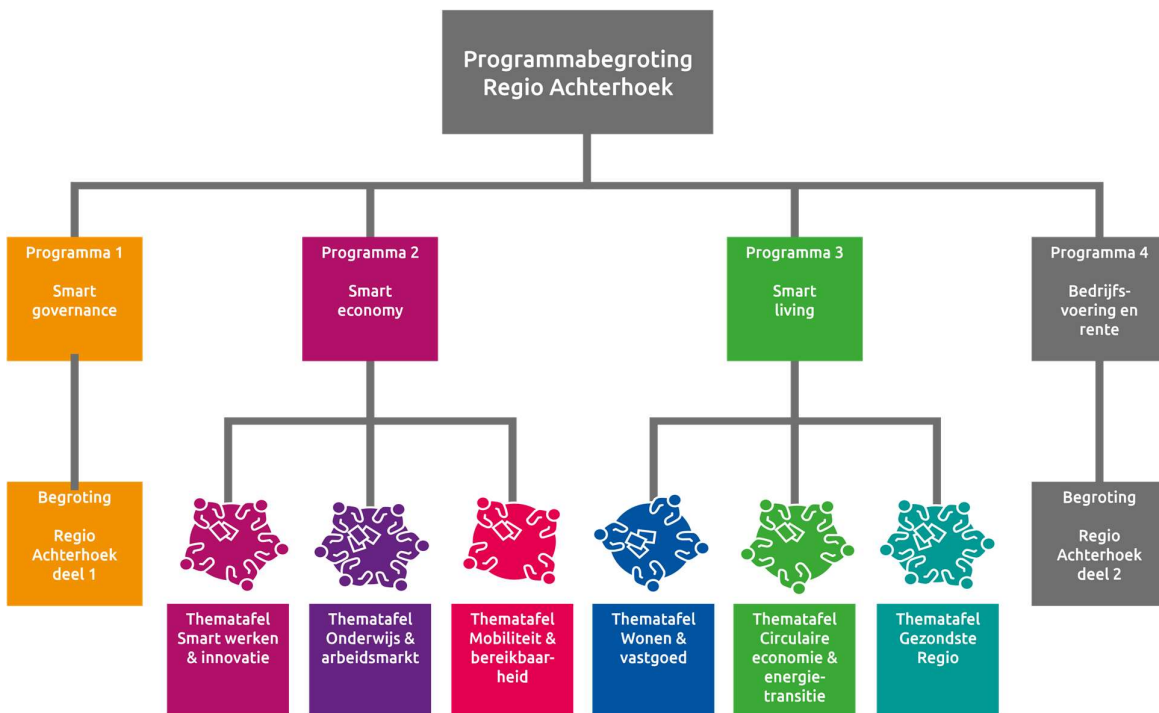 Programmabegroting
Regio Achterhoek
Programma 1
Smart
governance
Programma 2
Smart
economy
Programma 3
Smart
living
Programma 4
Bedrijfs-
voering en
rente
Begroting
Regio
Achterhoek
deel 1
Thematafel
Smart werken
& innovatie
Thematafel
Onderwijs &
arbeidsmarkt
Thematafel
Mobiliteit &
bereikbaar-
heid
Thematafel
Wonen &
vastgoed
Thematafel
Circulaire
economie &
energie-
transitie
Thematafel
Gezondste
Regio
Begroting
Regio
Achterhoek
deel 2